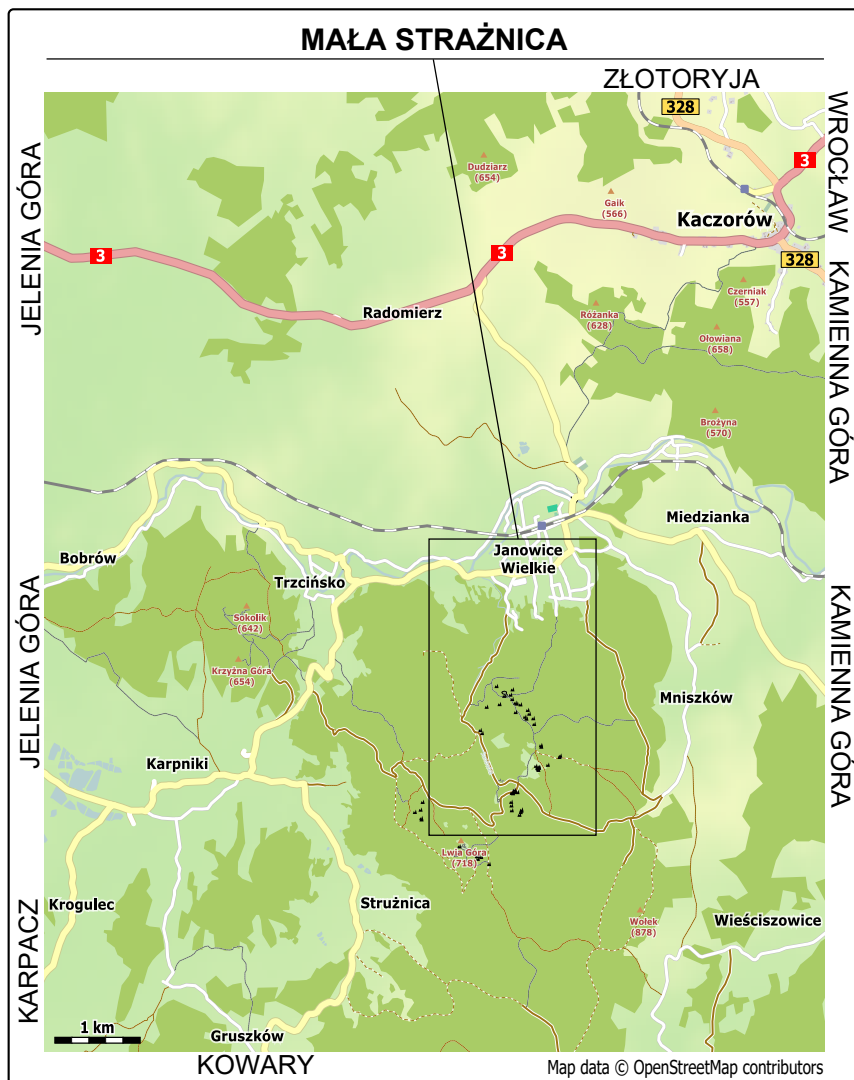 MAŁA STRAŻNICA
ZŁOTORYJA
328
WROCŁAW
3
Dudziarz
(654)
Gaik
(566)
JELENIA GÓRA
Kaczorów
3
3
328
Czerniak
(557)
KAMIENNA GÓRA
Radomierz
Różanka
(628)
Ołowiana
(658)
Brożyna
(570)
Miedzianka
Janowice
Wielkie
Bobrów
Trzcińsko
JELENIA GÓRA
Sokolik
(642)
KAMIENNA GÓRA
Krzyżna Góra
(654)
Mniszków
Karpniki
Lwia Góra
(718)
KARPACZ
Krogulec
Strużnica
Wołek
(878)
Wieściszowice
1 km
Gruszków
KOWARY
Map data © OpenStreetMap contributors